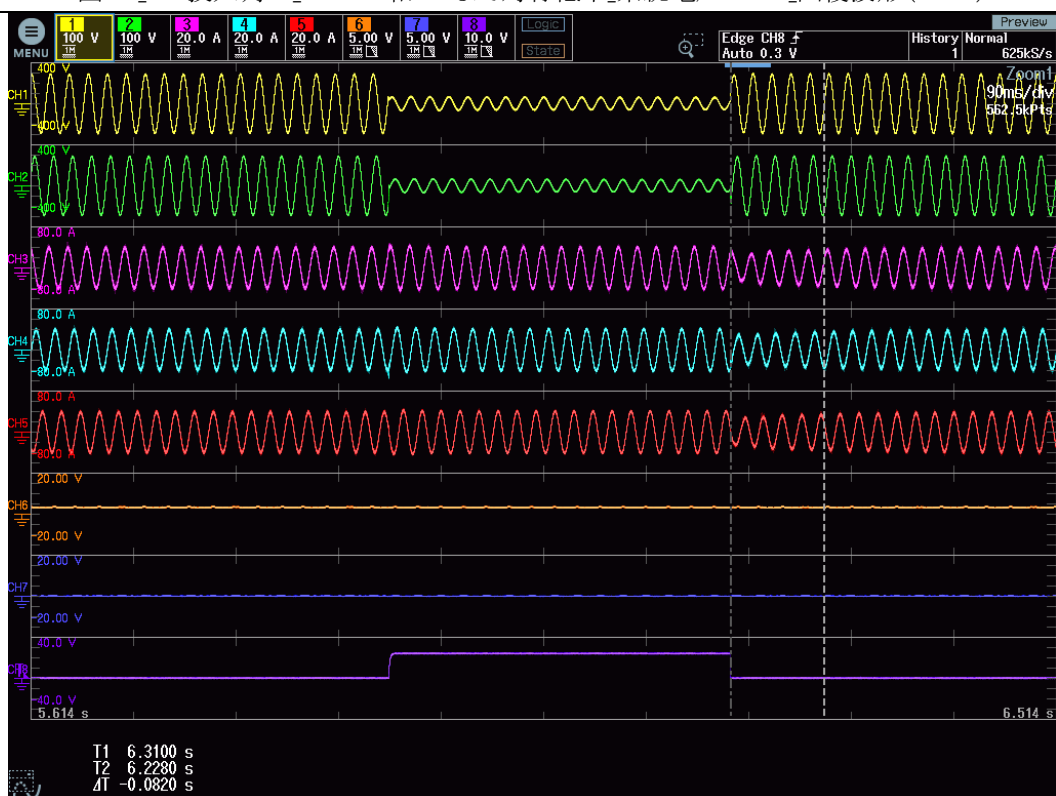 Preview
MENU
1 2 3 4 5 6 7 8 Logic
100 V 100 V 20.0 A 20.0 A 20.0 A 5.00 V 5.00 V 10.0 V
1M 1M 1M 1M 1M 1M 1M 1M State
Edge CH8
Auto 0.3 V
History Normal
1 625kS/s
400 V
Zoom1
CH1
90ms/div
562.5kPts
-400 V
400 V
CH2
-400 V
80.0 A
CH3
-80.0 A
80.0 A
CH4
-80.0 A
80.0 A
CH5
-80.0 A
20.00 V
CH6
-20.00 V
20.00 V
CH7
-20.00 V
40.0 V
CH8
-40.0 V
5.614 s 6.514 s
T1 6.3100 s
T2 6.2280 s
ΔT -0.0820 s